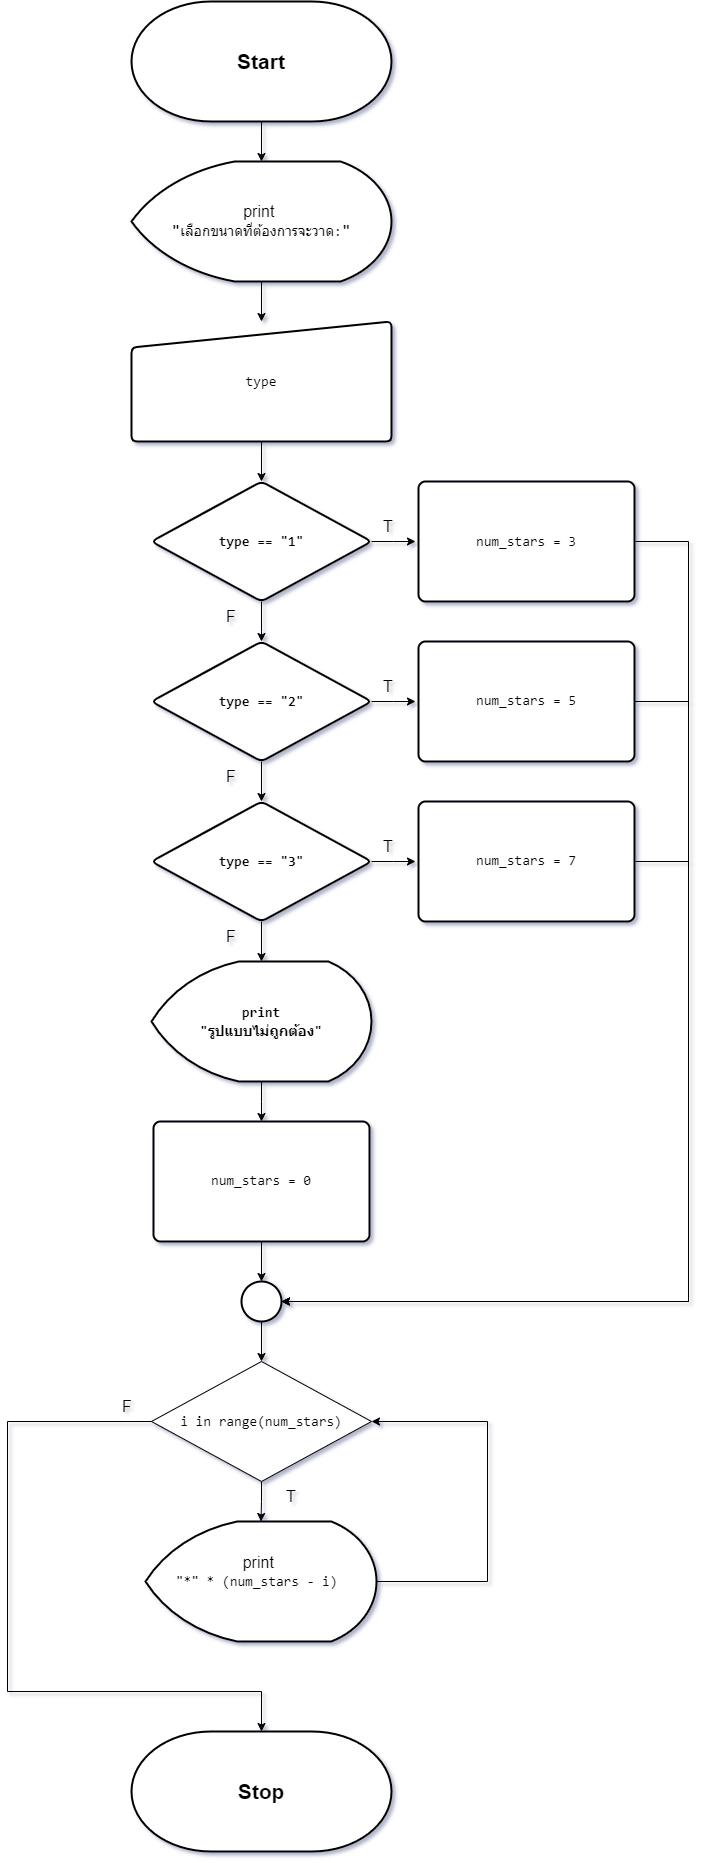 Start
print
"เลือกขนาดที่ต้องการจะวาด:"
type
type == "1"
T
num_stars = 3
F
type == "2"
T
num_stars = 5
F
type == "3"
T
num_stars = 7
F
print
"รูปแบบไม่ถูกต้อง"
num_stars = 0
F
i in range(num_stars)
T
print
"*" * (num_stars - i)
Stop